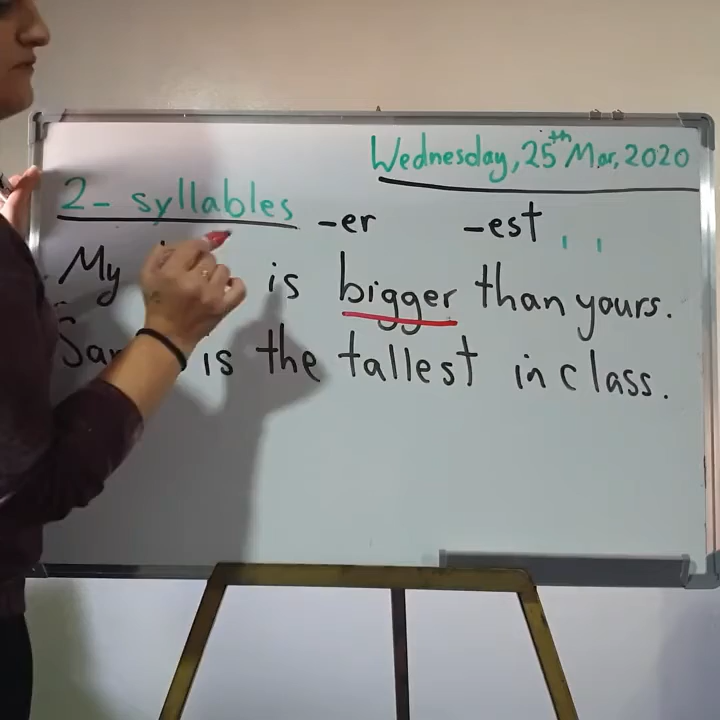 Wednesday, 25th Mar, 2020
2- syllables -er -est
My is bigger than yours.
is the tallest in class.